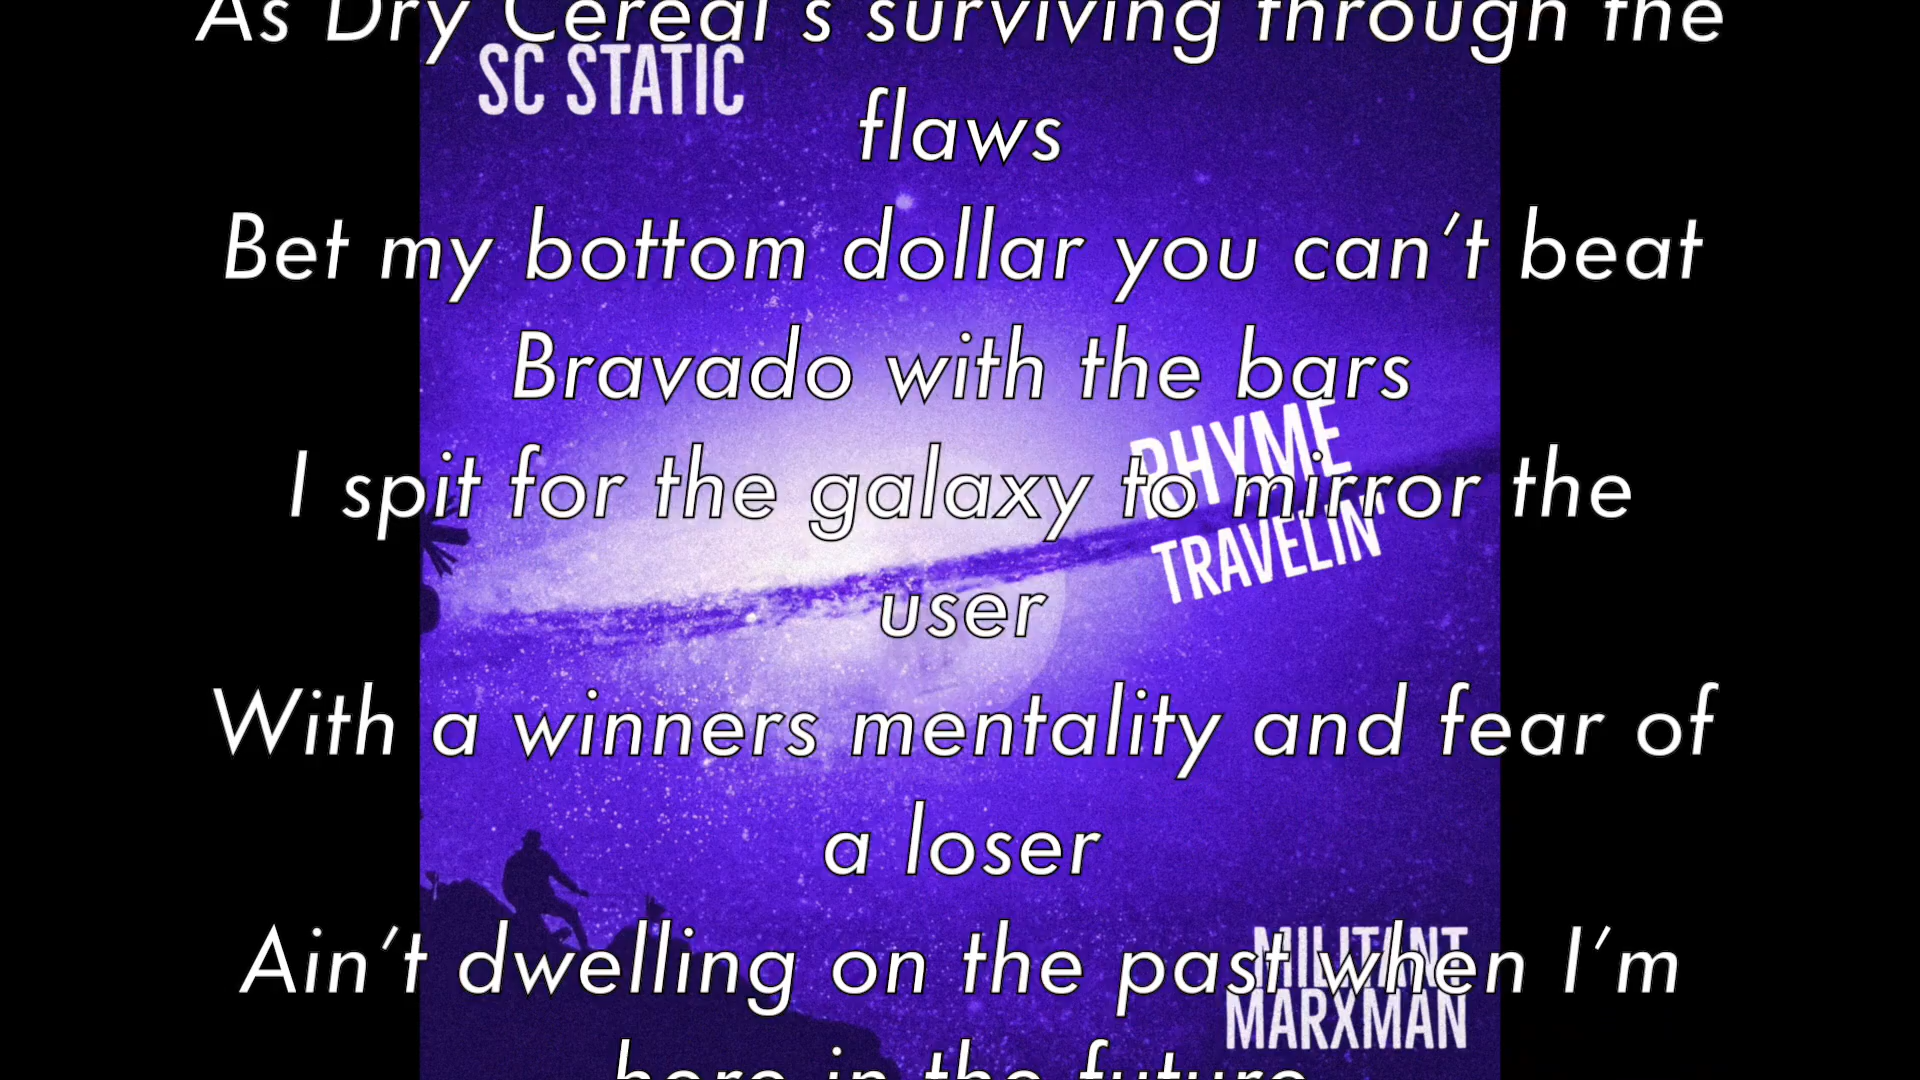 As Dry Cereal's surviving through the
SC STATIC
flaws
Bet my bottom dollar you can't beat
Bravado with the bars
RHYME
I spit for the galaxy to mirror the
TRAVELIN'
user
With a winners mentality and fear of
a loser
MILITANT
Ain't dwelling on the past when I'm
MARXMAN
here in the future